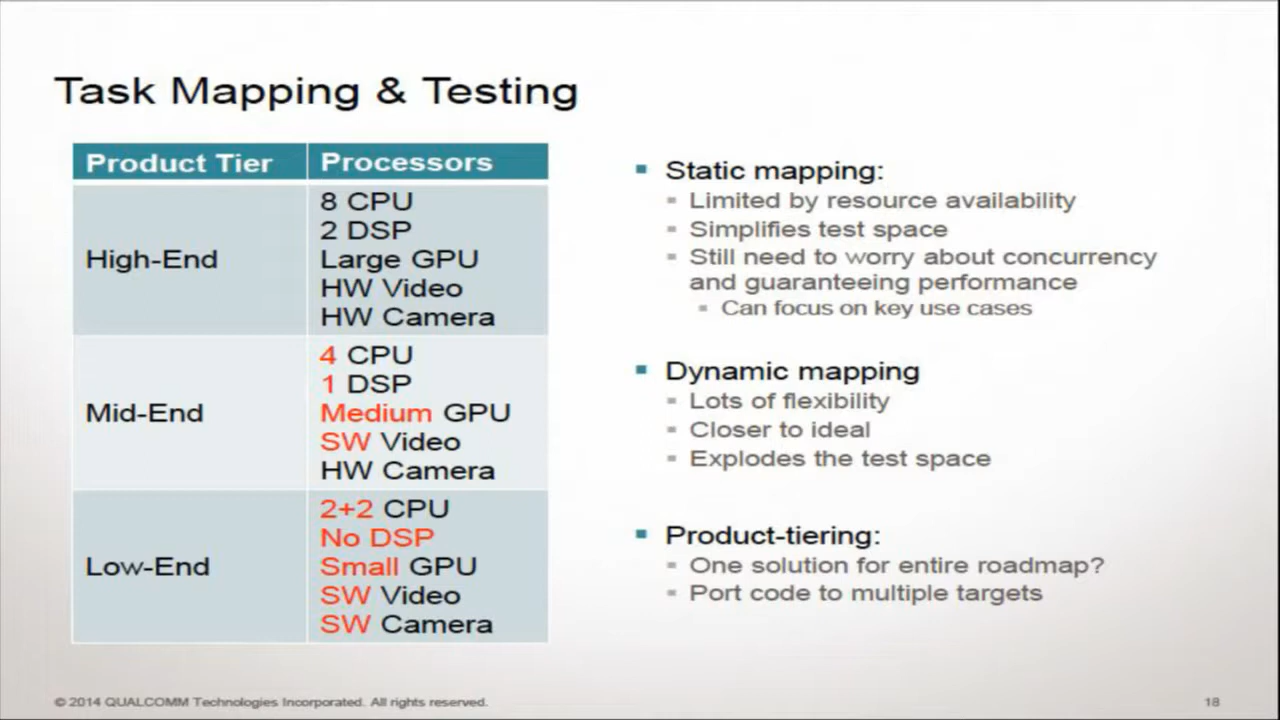 Task Mapping & Testing
Product Tier
Processors
High-End
8 CPU
2 DSP
Large GPU
HW Video
HW Camera
Mid-End
4 CPU
1 DSP
Medium GPU
SW Video
HW Camera
Low-End
2+2 CPU
No DSP
Small GPU
SW Video
SW Camera
Static mapping:
Limited by resource availability
Simplifies test space
Still need to worry about concurrency
and guaranteeing performance
Can focus on key use cases
Dynamic mapping
Lots of flexibility
Closer to ideal
Explodes the test space
Product-tiering:
One solution for entire roadmap?
Port code to multiple targets
© 2014 QUALCOMM Technologies Incorporated. All rights reserved.
18